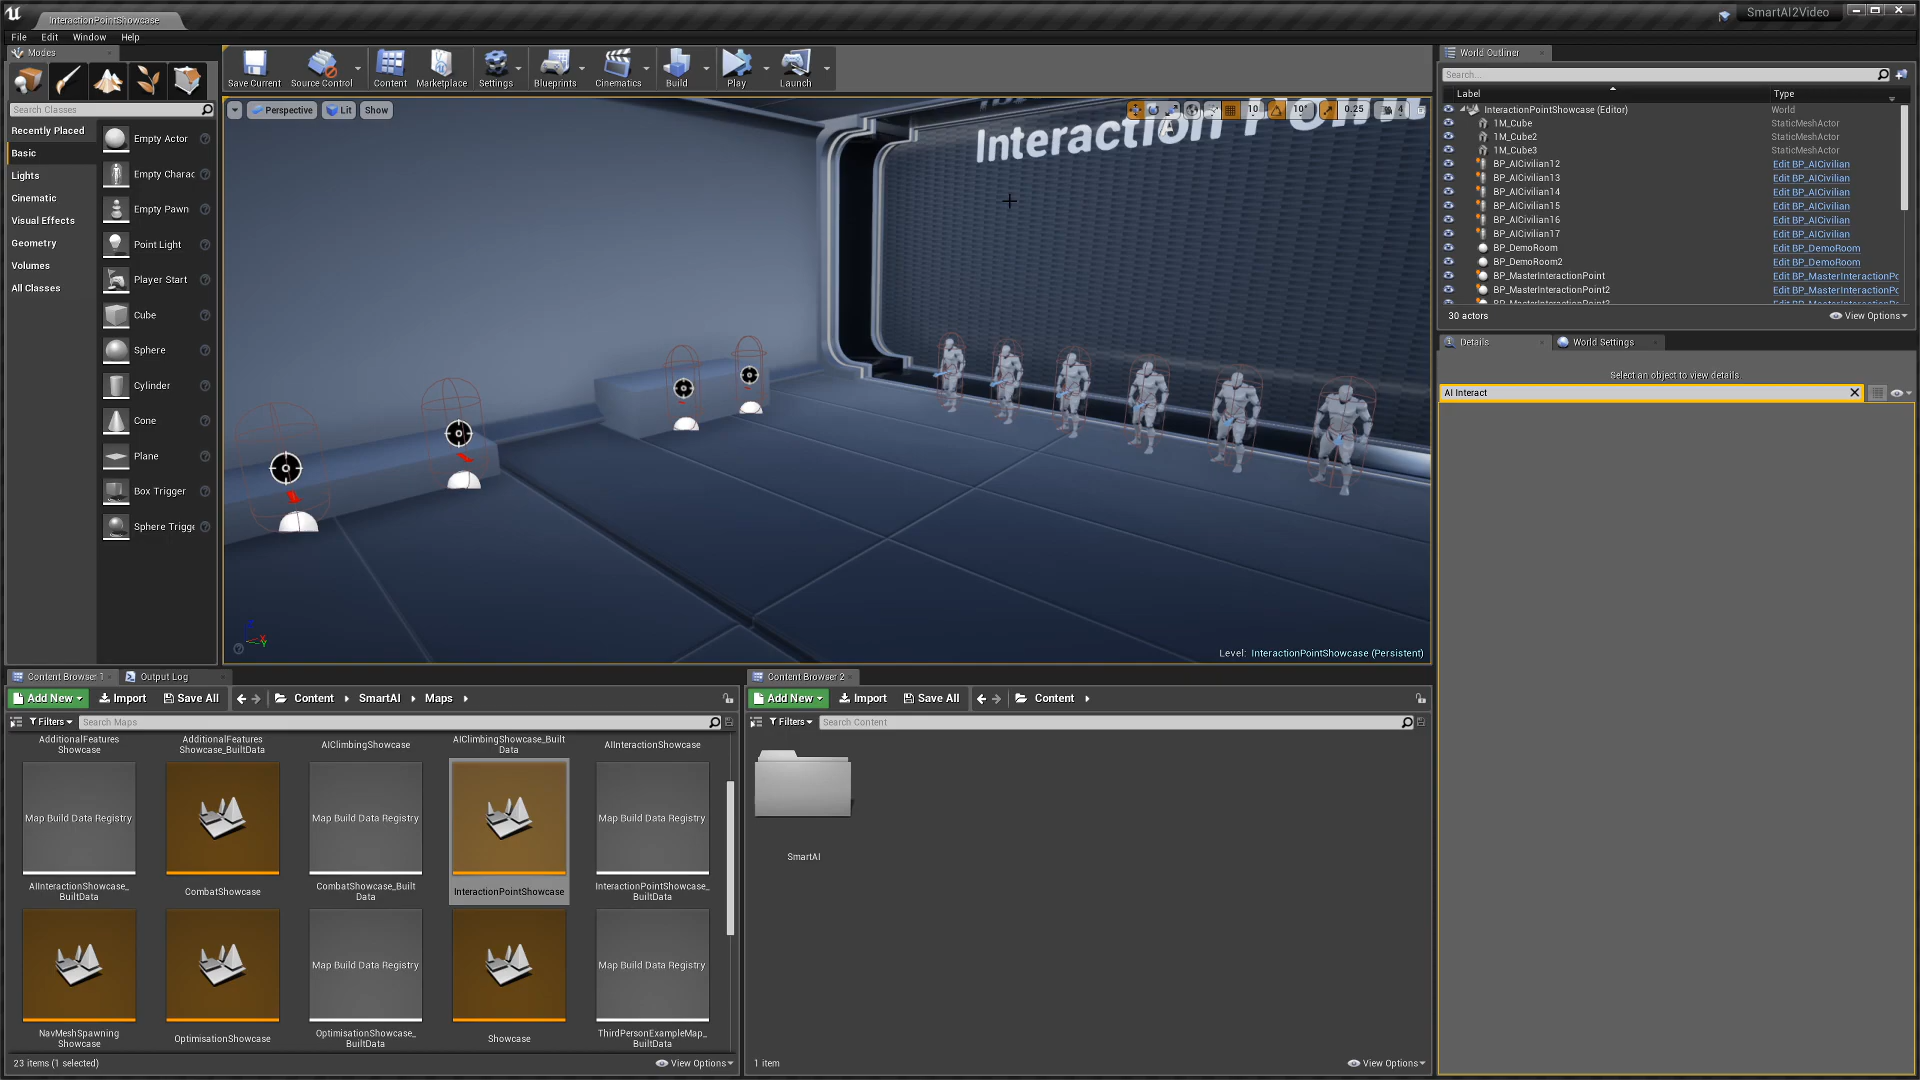 InteractionPointShowcase
SmartAI2Video
File Edit Window Help
Modes
Search Classes
Recently Placed
Basic
Lights
Cinematic
Visual Effects
Geometry
Volumes
All Classes
Empty Actor
Empty Charac
Empty Pawn
Point Light
Player Start
Cube
Sphere
Cylinder
Cone
Plane
Box Trigger
Sphere Trigge
Save Current
Source Control
Content
Marketplace
Settings
Blueprints
Cinematics
Build
Play
Launch
Perspective
Lit
Show
10
10°
0.25
4
Interaction Point
Level: InteractionPointShowcase (Persistent)
World Outliner
Search...
Label Type
InteractionPointShowcase (Editor) World
1M_Cube StaticMeshActor
1M_Cube2 StaticMeshActor
1M_Cube3 StaticMeshActor
BP_AICivilian12 Edit BP_AICivilian
BP_AICivilian13 Edit BP_AICivilian
BP_AICivilian14 Edit BP_AICivilian
BP_AICivilian15 Edit BP_AICivilian
BP_AICivilian16 Edit BP_AICivilian
BP_AICivilian17 Edit BP_AICivilian
BP_DemoRoom Edit BP_DemoRoom
BP_DemoRoom2 Edit BP_DemoRoom
BP_MasterInteractionPoint Edit BP_MasterInteractionPo
BP_MasterInteractionPoint2 Edit BP_MasterInteractionPo
30 actors
View Options
Details
World Settings
Select an object to view details.
AI Interact
Content Browser 1
Output Log
Add New Import Save All Content SmartAI Maps
Filters Search Maps
AdditionalFeatures
Showcase
AdditionalFeatures
Showcase_BuiltData
AIClimbingShowcase
AIClimbingShowcase_Built
Data
AIInteractionShowcase
Map Build Data Registry
Map Build Data Registry
Map Build Data Registry
AIInteractionShowcase_
BuiltData
CombatShowcase
CombatShowcase_Built
Data
InteractionPointShowcase
InteractionPointShowcase_
BuiltData
Map Build Data Registry
Map Build Data Registry
NavMeshSpawning
Showcase
OptimisationShowcase
OptimisationShowcase_
BuiltData
Showcase
ThirdPersonExampleMap_
BuiltData
23 items (1 selected)
View Options
Content Browser 2
Add New Import Save All Content
Filters Search Content
SmartAI
1 item
View Options